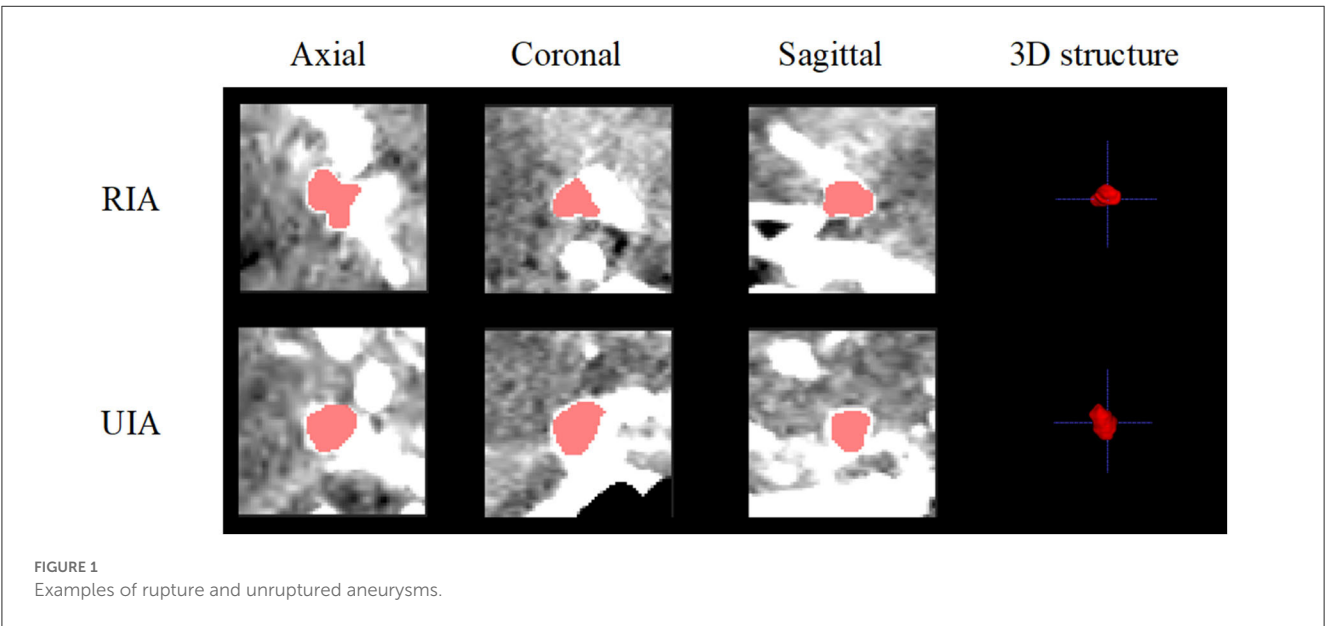 Axial Coronal Sagittal 3D structure
RIA
UIA
FIGURE 1
Examples of rupture and unruptured aneurysms.